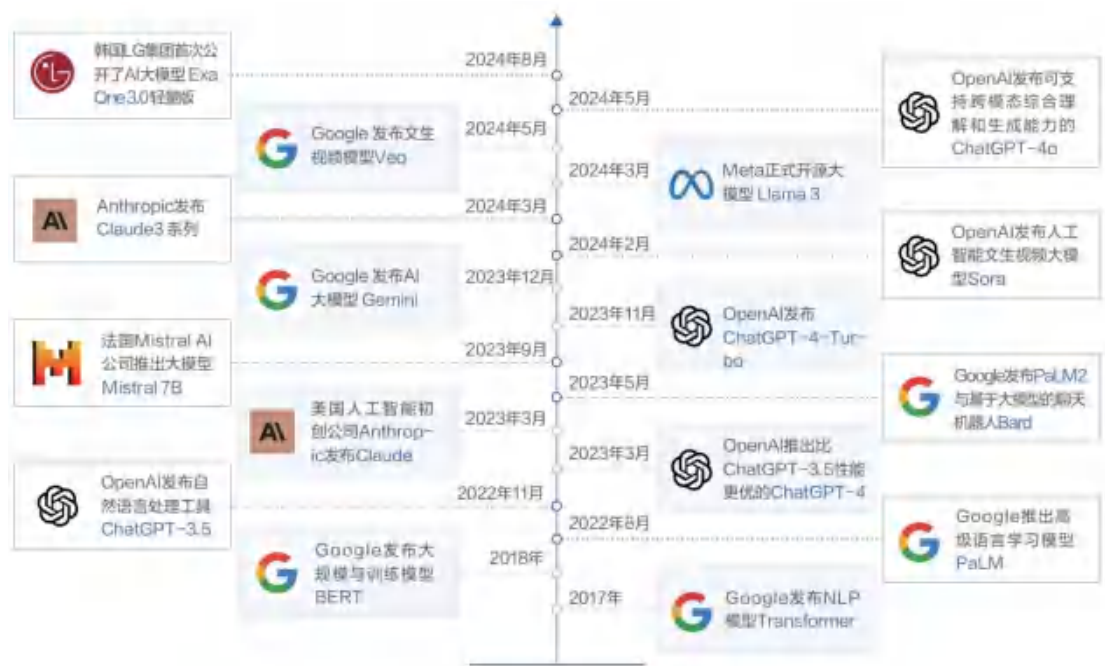 2024年8月
韩国LG集团首次公
开了AI大模型 Exa
One3.0轻量版
2024年5月
OpenAI发布可支
持跨模态综合理
解和生成能力的
ChatGPT-4o
2024年5月
Google 发布文生
视频模型Veo
2024年3月
Meta正式开源大
模型 Llama 3
2024年3月
Anthropic发布
Claude3 系列
2024年2月
OpenAI发布人工
智能文生视频大模
型Sora
2023年12月
Google 发布AI
大模型 Gemini
2023年11月
OpenAI发布
ChatGPT-4-Tur-
bo
2023年9月
法国Mistral AI
公司推出大模型
Mistral 7B
2023年5月
Google发布PaLM2
与基于大模型的聊天
机器人Bard
2023年3月
美国人工智能初
创公司Anthrop-
ic发布Claude
2023年3月
OpenAI推出比
ChatGPT-3.5性能
更优的ChatGPT-4
2022年11月
OpenAI发布自
然语言处理工具
ChatGPT-3.5
2022年8月
Google推出高
级语言学习模型
PaLM
2018年
Google发布大
规模与训练模型
BERT
2017年
Google发布NLP
模型Transformer